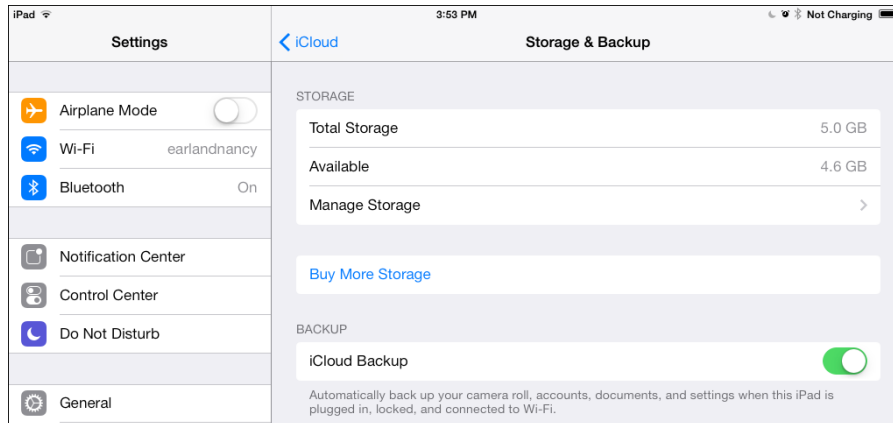 iPad 3:53 PM Not Charging
Settings
iCloud Storage & Backup
Airplane Mode
Wi-Fi earlandnancy
Bluetooth On
Notification Center
Control Center
Do Not Disturb
General
STORAGE
Total Storage 5.0 GB
Available 4.6 GB
Manage Storage
Buy More Storage
BACKUP
iCloud Backup
Automatically back up your camera roll, accounts, documents, and settings when this iPad is
plugged in, locked, and connected to Wi-Fi.